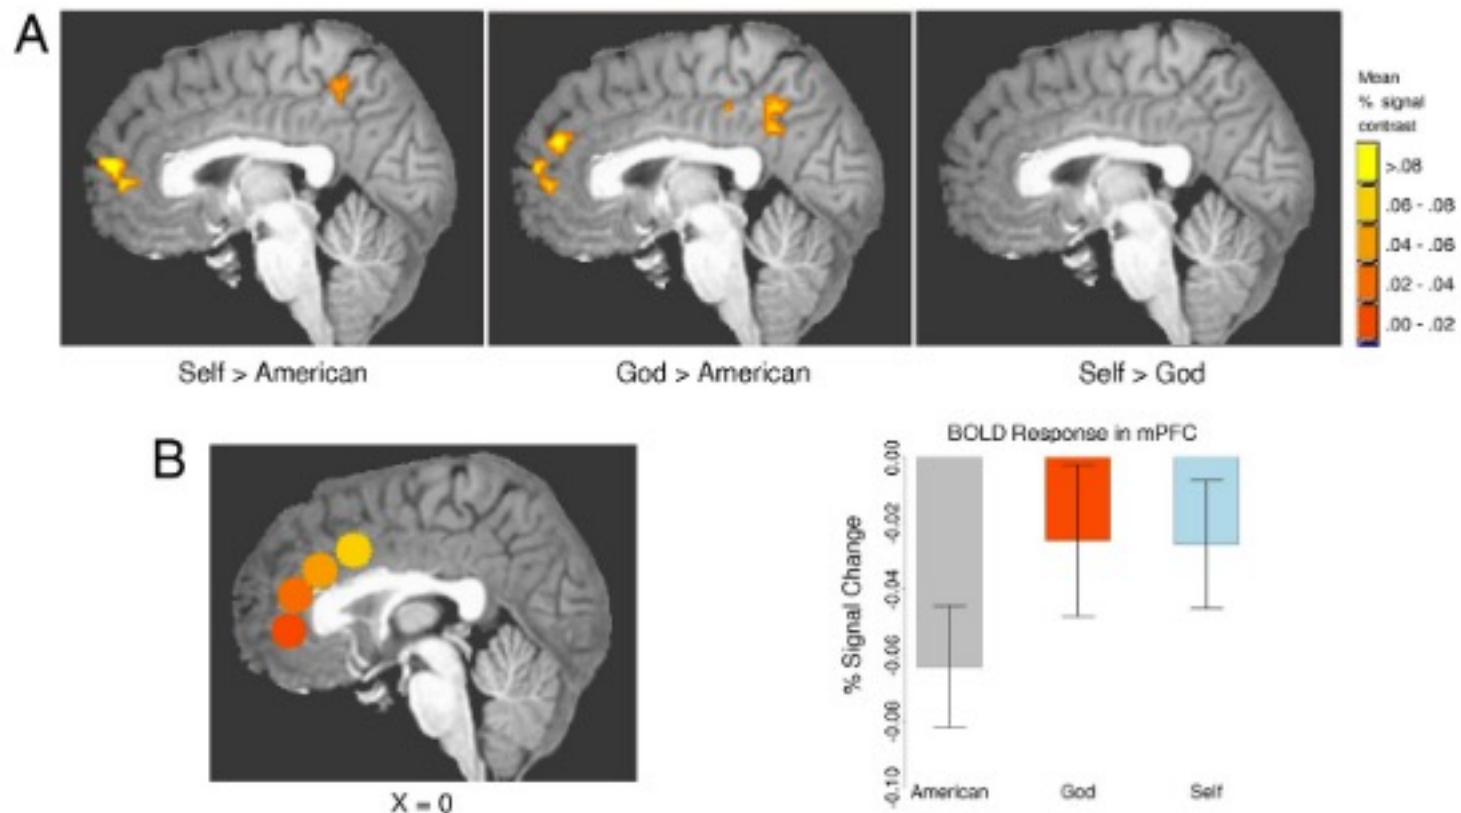 A
Mean
% signal
contrast
>.08
.06 - .08
.04 - .06
.02 - .04
.00 - .02
Self > American
God > American
Self > God
B
X = 0
BOLD Response in mPFC
% Signal Change
0.00
-0.02
-0.04
-0.06
-0.08
-0.10
American
God
Self